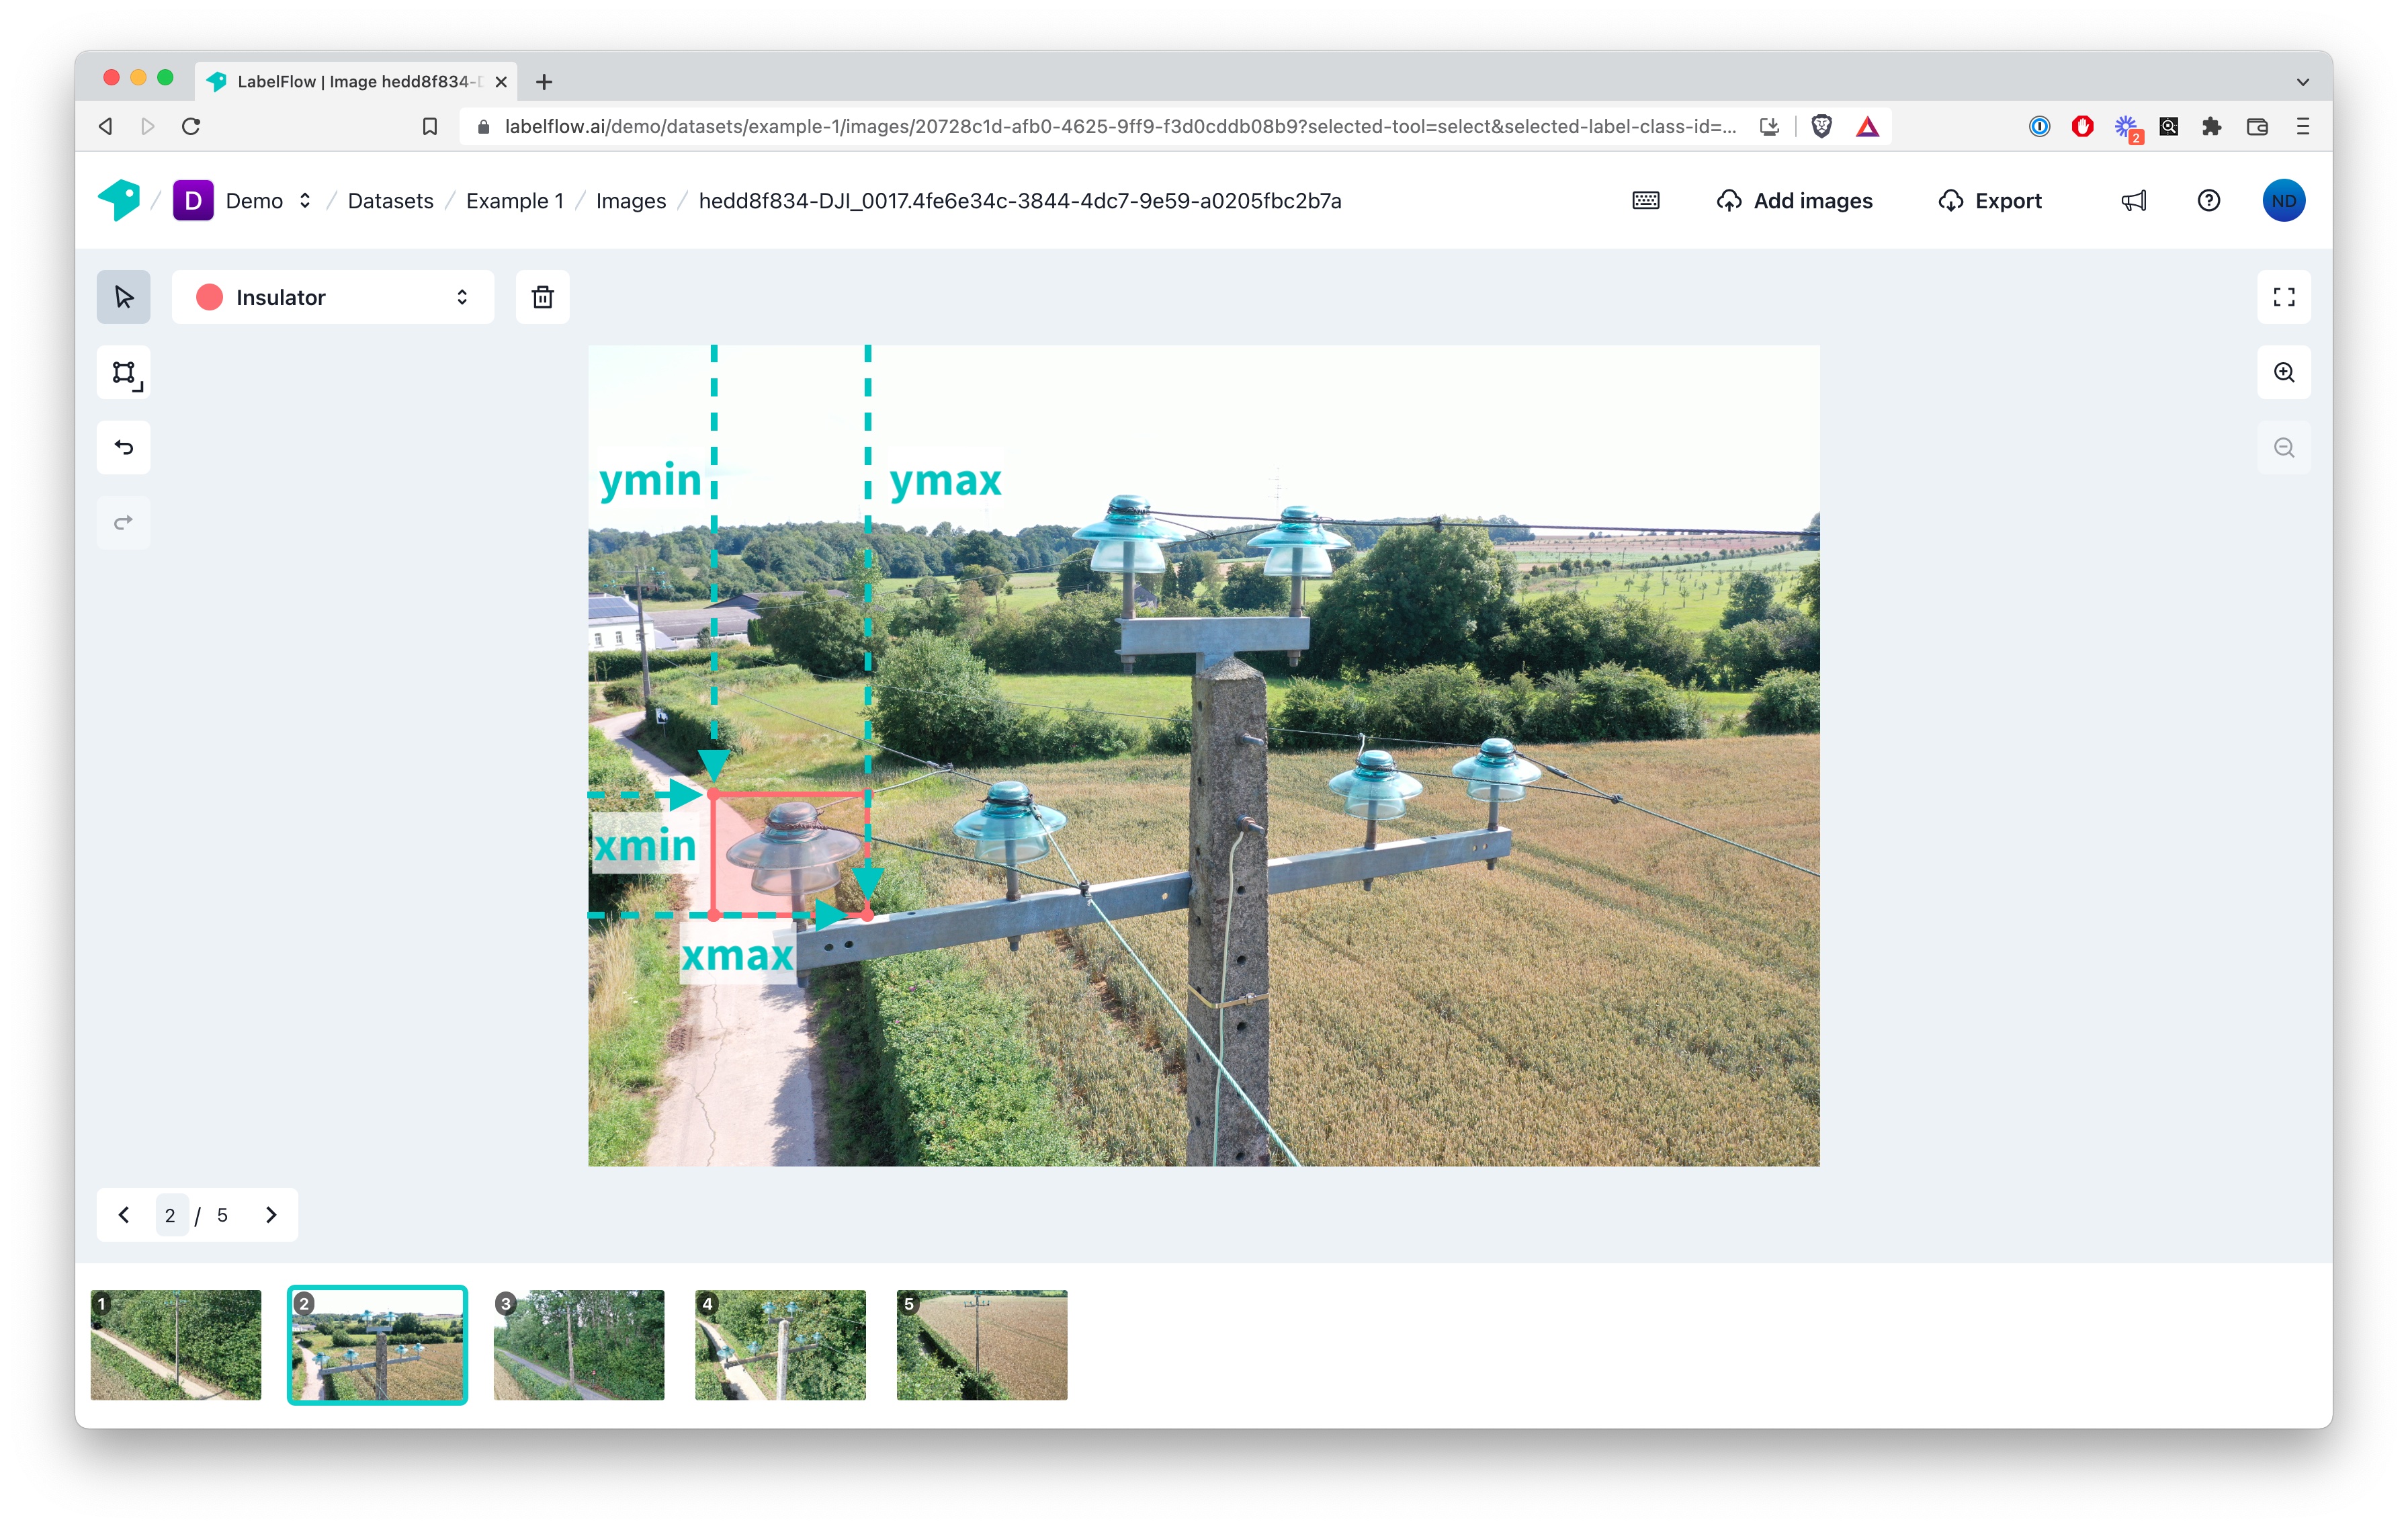 LabelFlow | Image hedd8f834-
labelflow.ai/demo/datasets/example-1/images/20728c1d-afb0-4625-9ff9-f3d0cddb08b9?selected-tool=select&selected-label-class-id=...
2
D Demo / Datasets / Example 1 / Images / hedd8f834-DJI_0017.4fe6e34c-3844-4dc7-9e59-a0205fbc2b7a
Add images
Export
ND
Insulator
ymin
ymax
xmin
xmax
2 / 5
1
2
3
4
5